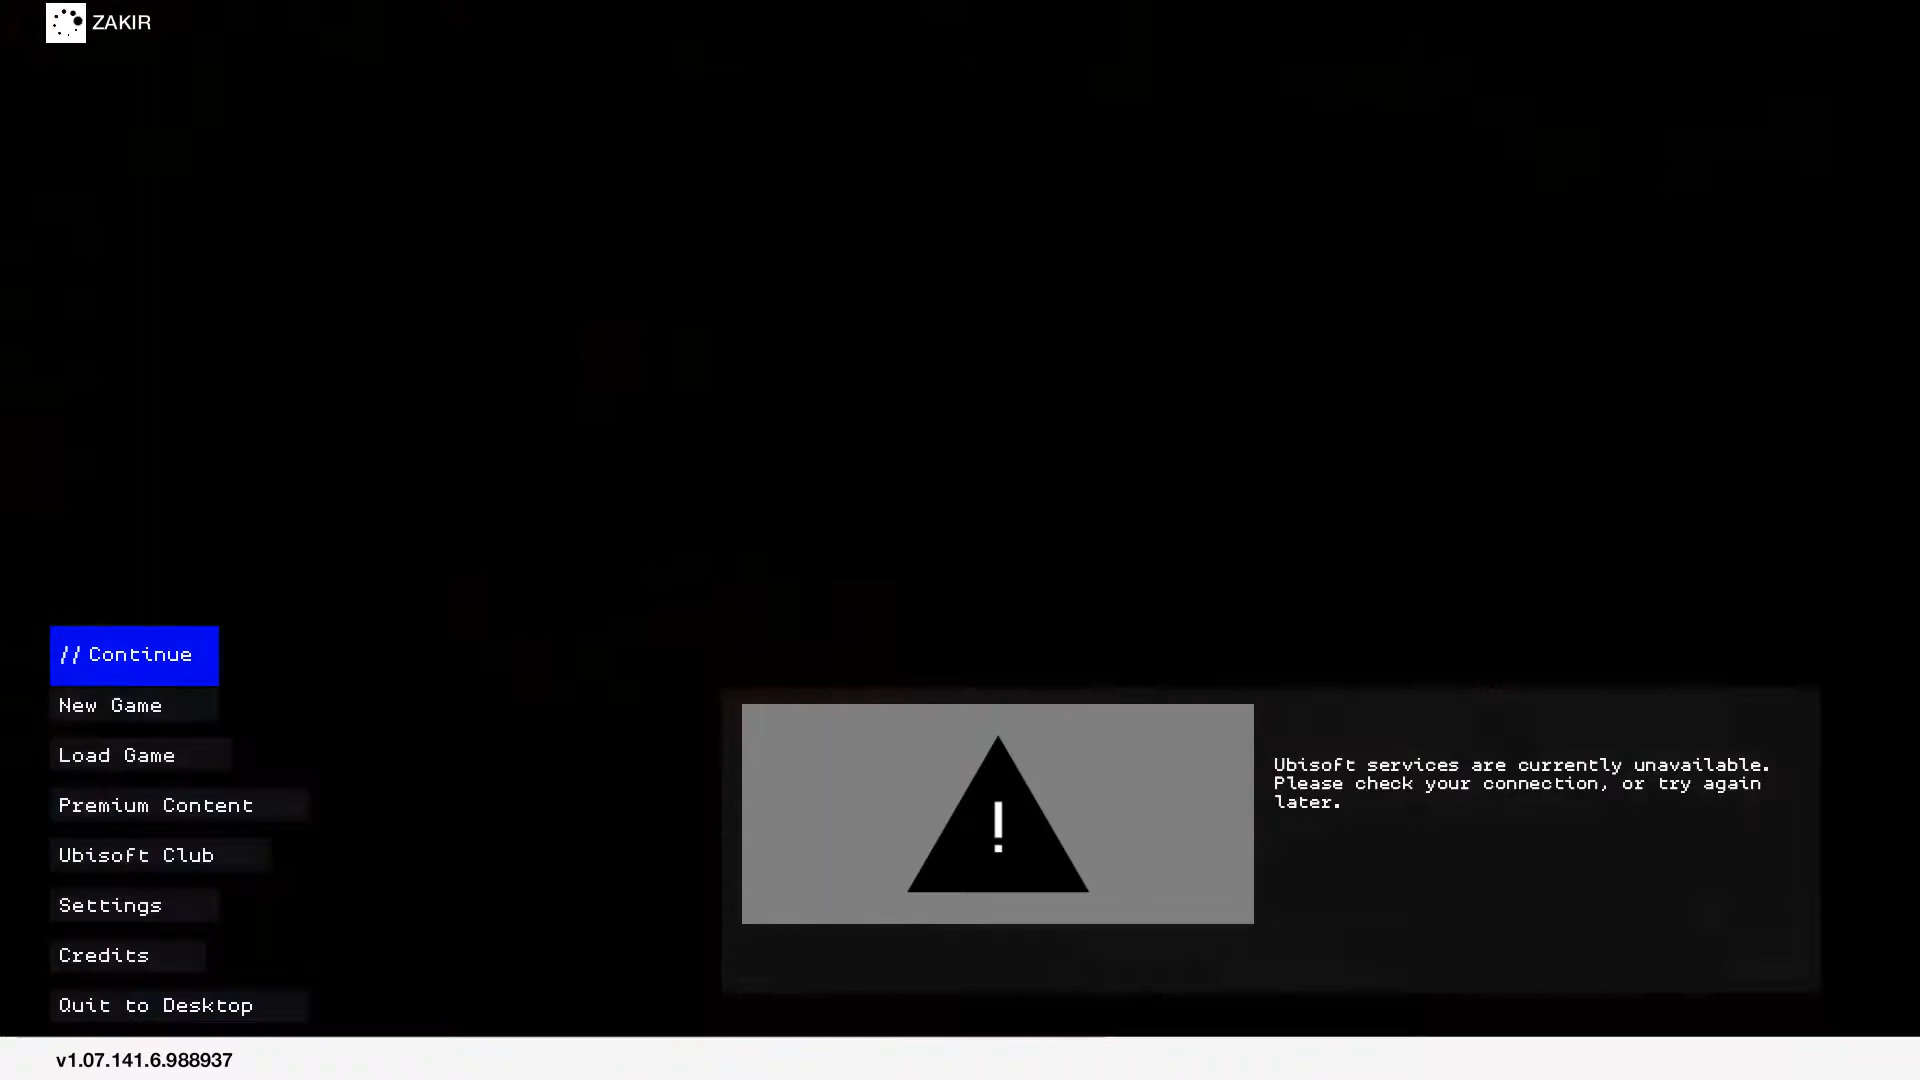 ZAKIR
// Continue
New Game
Load Game
Premium Content
Ubisoft Club
Settings
Credits
Quit to Desktop
Ubisoft services are currently unavailable.
Please check your connection, or try again
later.
v1.07.141.6.988937